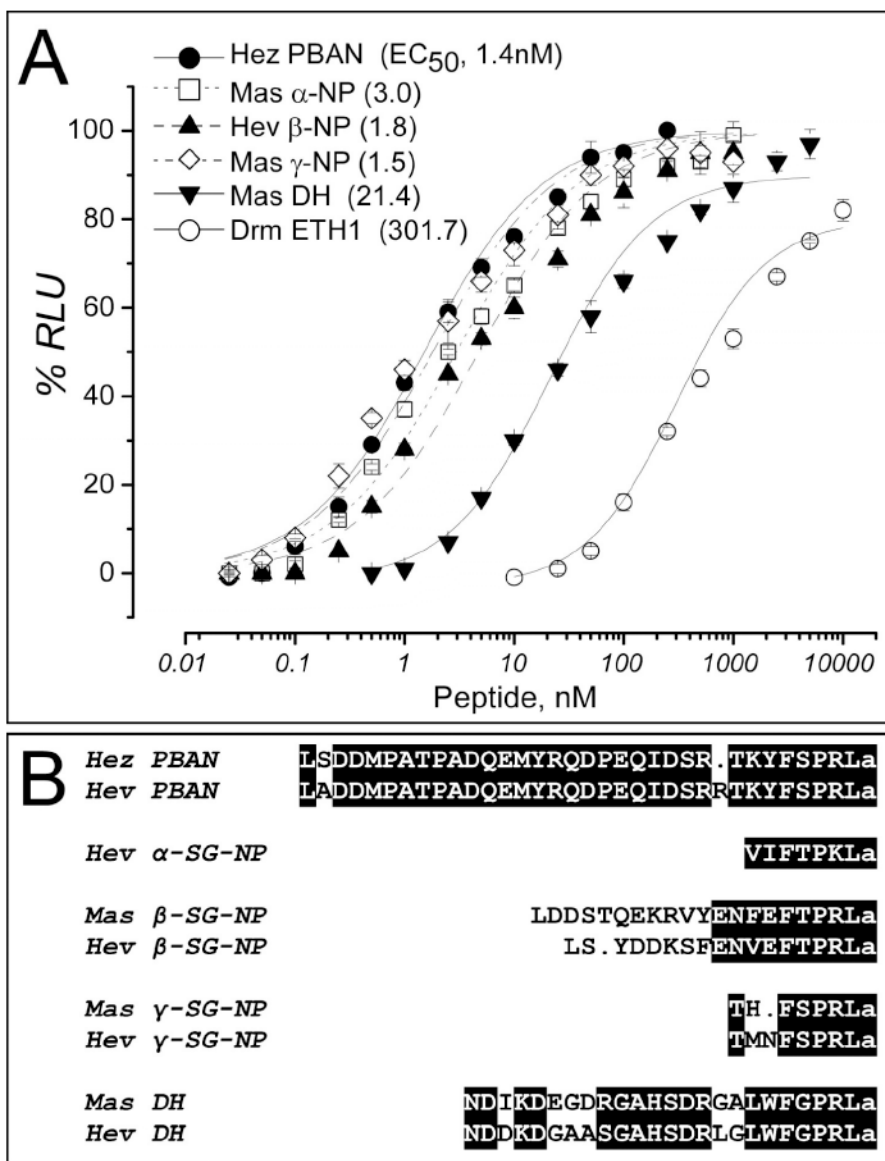 A
Hez PBAN (EC50, 1.4nM)
Mas α-NP (3.0)
Hev β-NP (1.8)
Mas γ-NP (1.5)
Mas DH (21.4)
Drm ETH1 (301.7)
100
80
60
40
20
0
% RLU
0.01 0.1 1 10 100 1000 10000
Peptide, nM
B
Hez PBAN LSDDMPATPADQEMYRQDPEQIDSR.TKYFSPRLa
Hev PBAN LADDMPATPADQEMYRQDPEQIDSRRTKYFSPRLa
Hev α-SG-NP VIFTPKLa
Mas β-SG-NP LDDSTQEKRVYENFEFTPRLa
Hev β-SG-NP LS.YDDKSFENVEFTPRLa
Mas γ-SG-NP TH.FSPRLa
Hev γ-SG-NP TMNFSPRLa
Mas DH NDIKDEGDRGAHSDRGALWFGPRLa
Hev DH NDDKDGAASGAHSDRLGLWFGPRLa